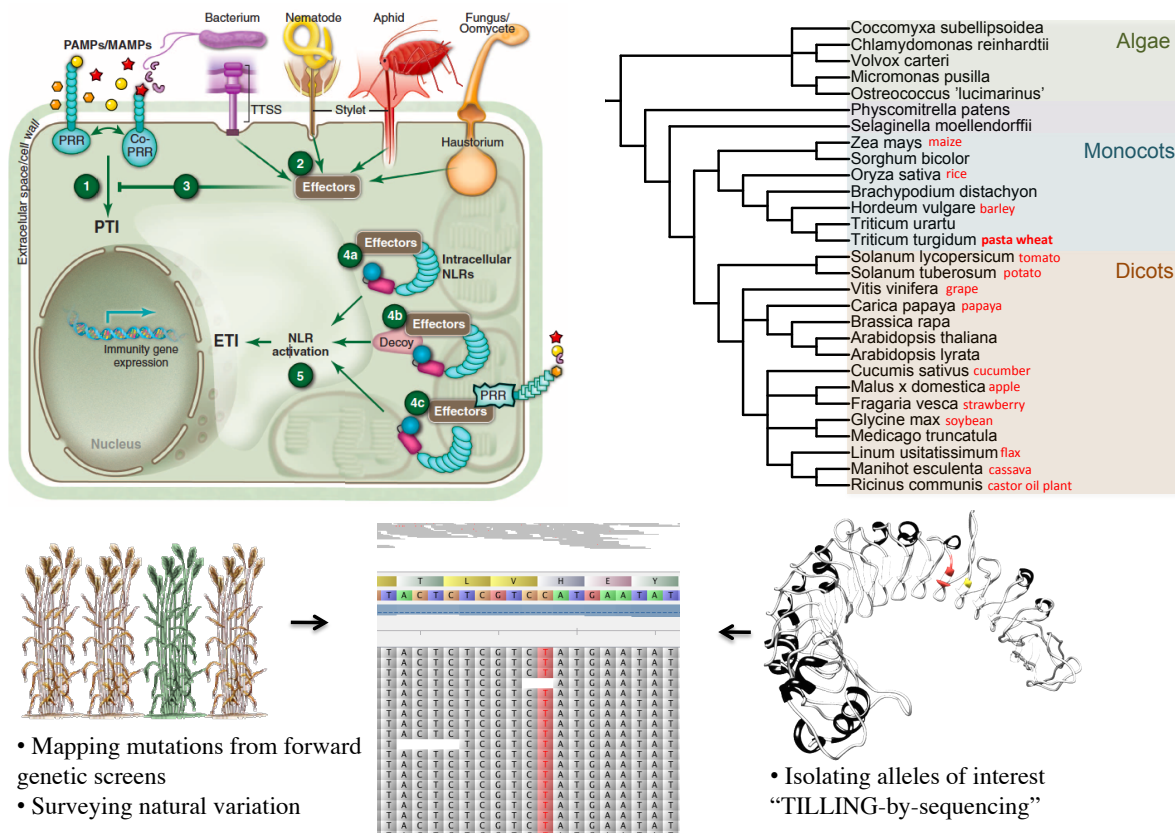 Bacterium
Nematode
Aphid
Fungus/
Oomycete
PAMPs/MAMPs
TTSS
Stylet
Haustorium
PRR
Co-
PRR
Extracellular space/cell wall
1
3
2
Effectors
PTI
4a
Effectors
Intracellular
NLRs
4b
Effectors
Decoy
ETI
NLR
activation
5
4c
Effectors
PRR
Immunity gene
expression
Nucleus
Coccomyxa subellipsoidea
Algae
Chlamydomonas reinhardtii
Volvox carteri
Micromonas pusilla
Ostreococcus 'lucimarinus'
Physcomitrella patens
Selaginella moellendorffii
Zea mays maize
Monocots
Sorghum bicolor
Oryza sativa rice
Brachypodium distachyon
Hordeum vulgare barley
Triticum urartu
Triticum turgidum pasta wheat
Solanum lycopersicum tomato
Dicots
Solanum tuberosum potato
Vitis vinifera grape
Carica papaya papaya
Brassica rapa
Arabidopsis thaliana
Arabidopsis lyrata
Cucumis sativus cucumber
Malus x domestica apple
Fragaria vesca strawberry
Glycine max soybean
Medicago truncatula
Linum usitatissimum flax
Manihot esculenta cassava
Ricinus communis castor oil plant
• Mapping mutations from forward
genetic screens
• Surveying natural variation
T L V H E Y
T A C T C T C G T C C A T G A A T A T
T A C T C T C G T C T A T G A A T A T
T A C T C T C G T C T A T G A A T A T
T A C T C T C G T C T A T G A A T A T
T A C T C T C G T A T G A A T A T
T A C T C T C G T C T A T G A A T A T
T A C T C T C G T C T A T G A A T A T
T A C T C T C G T C T A T G A A T A T
T A C T C T C G T C T A T G A A T A T
T A C T C T C G T C T A T G A A T A T
T T C G T C T A T G A A T A T
T A C T C T C G T C T A T G A A T A T
T A C T C T C G T C T A T G A A T A T
T A C T C T C G T C T A T G A A T A T
T A C T C T C G T C T A T G A A T A T
T A C T C T C G T C T A T G A A T A T
T A C T C T C G T C T A T G A A T A T
T A C T C T C G T C T A T G A A T A T
• Isolating alleles of interest
“TILLING-by-sequencing”